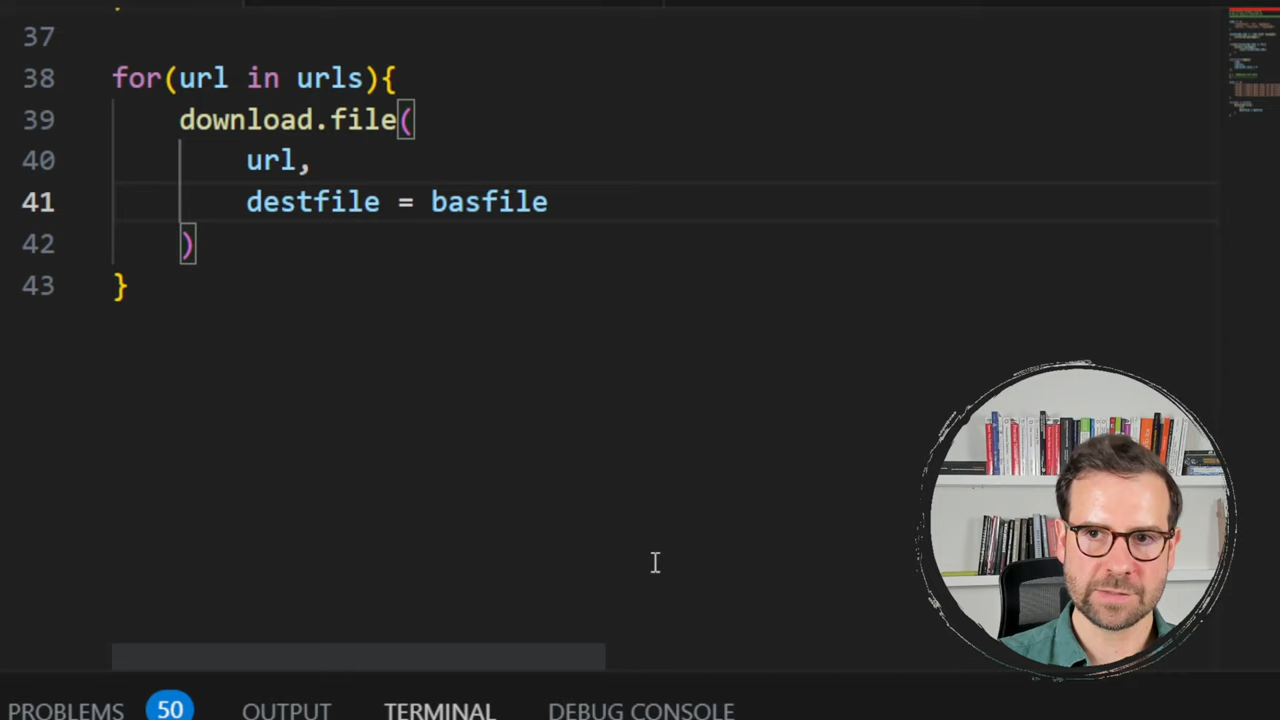 37
38 for(url in urls){
39 download.file(
40 url,
41 destfile = basfile
42 )
43 }
PROBLEMS 50 OUTPUT TERMINAL DEBUG CONSOLE